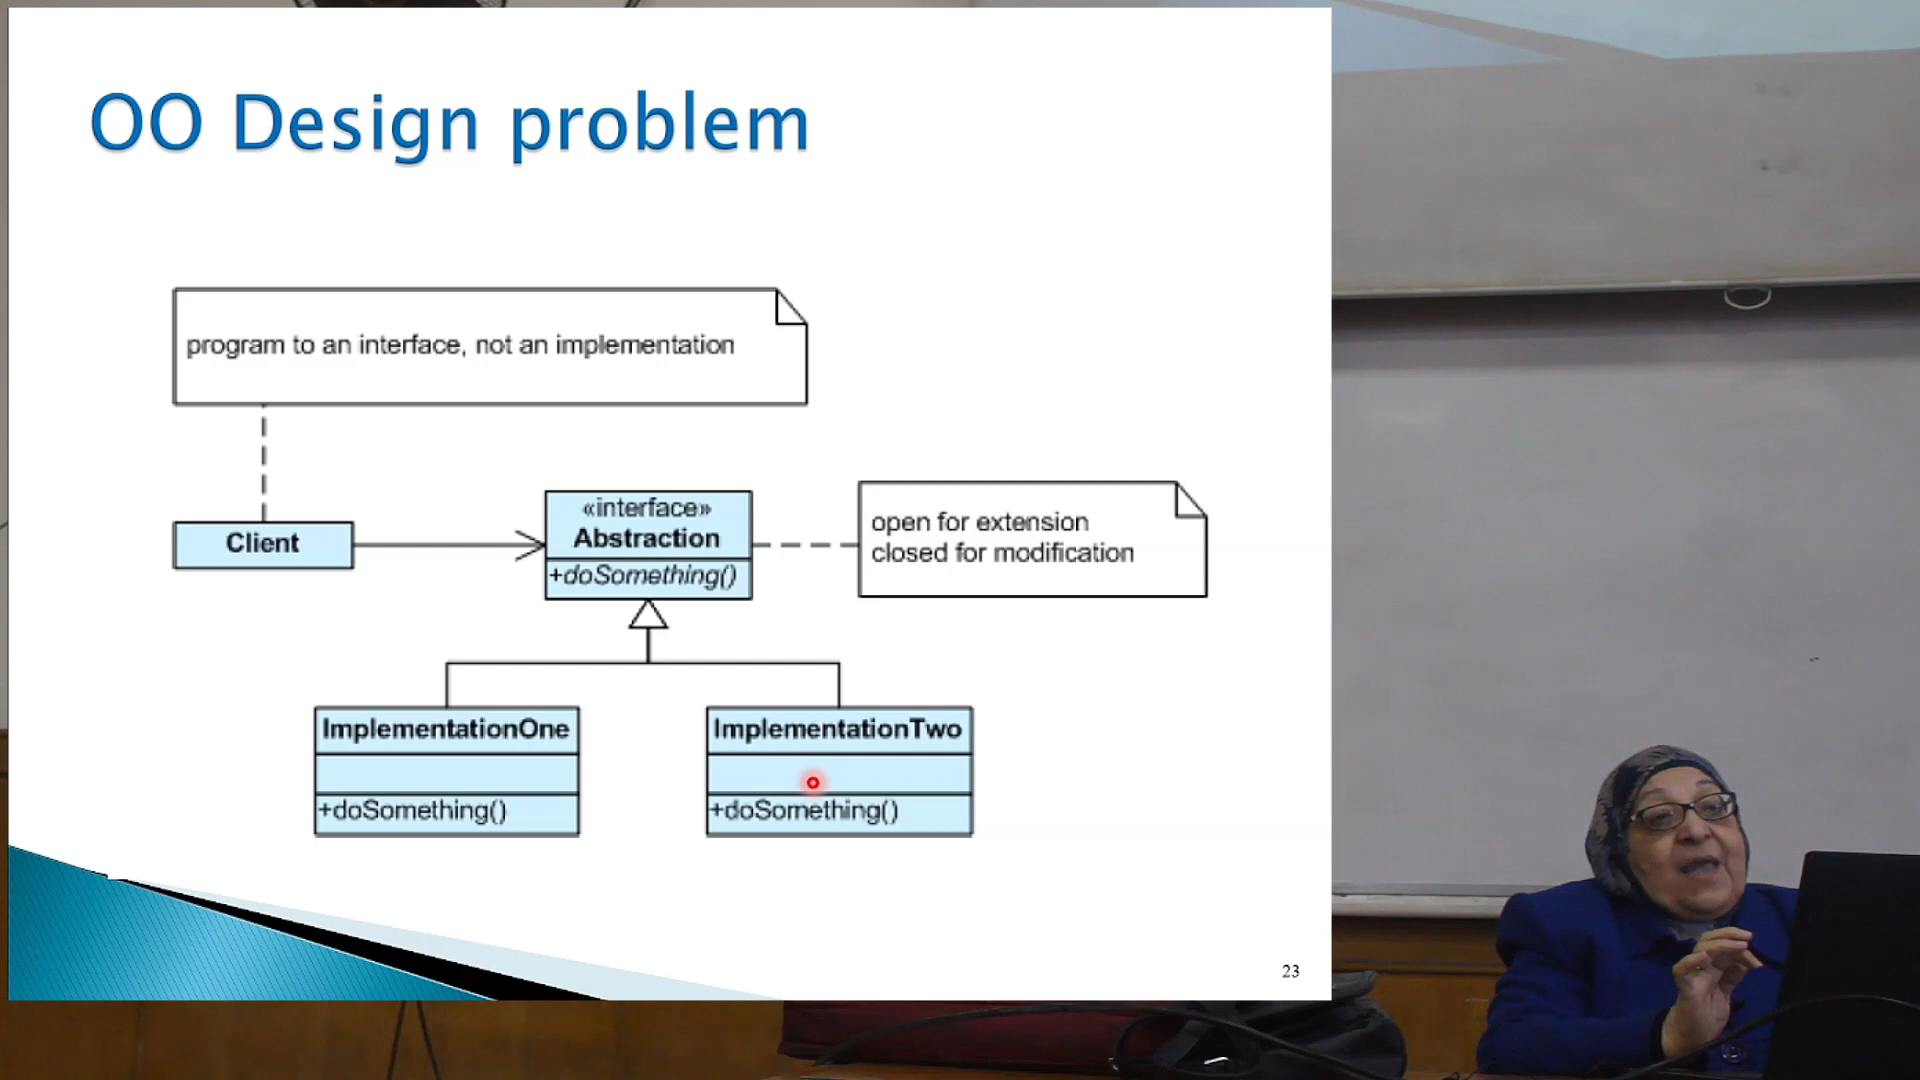 OO Design problem
program to an interface, not an implementation
Client
«interface»
Abstraction
+doSomething()
open for extension
closed for modification
ImplementationOne
+doSomething()
ImplementationTwo
+doSomething()
23